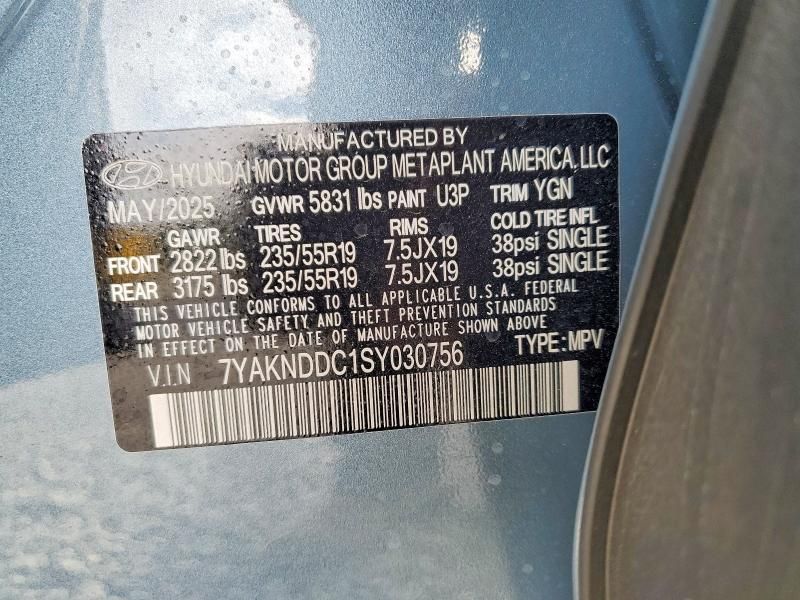 MANUFACTURED BY
HYUNDAI MOTOR GROUP METAPLANT AMERICA, LLC
MAY/2025 GVWR 5831 lbs PAINT U3P TRIM YGN
GAWR TIRES RIMS COLD TIRE INFL
FRONT 2822 lbs 235/55R19 7.5JX19 38psi SINGLE
REAR 3175 lbs 235/55R19 7.5JX19 38psi SINGLE
THIS VEHICLE CONFORMS TO ALL APPLICABLE U.S.A. FEDERAL
MOTOR VEHICLE SAFETY AND THEFT PREVENTION STANDARDS
IN EFFECT ON THE DATE OF MANUFACTURE SHOWN ABOVE
V.I.N 7YAKNDDC1SY030756 TYPE:MPV